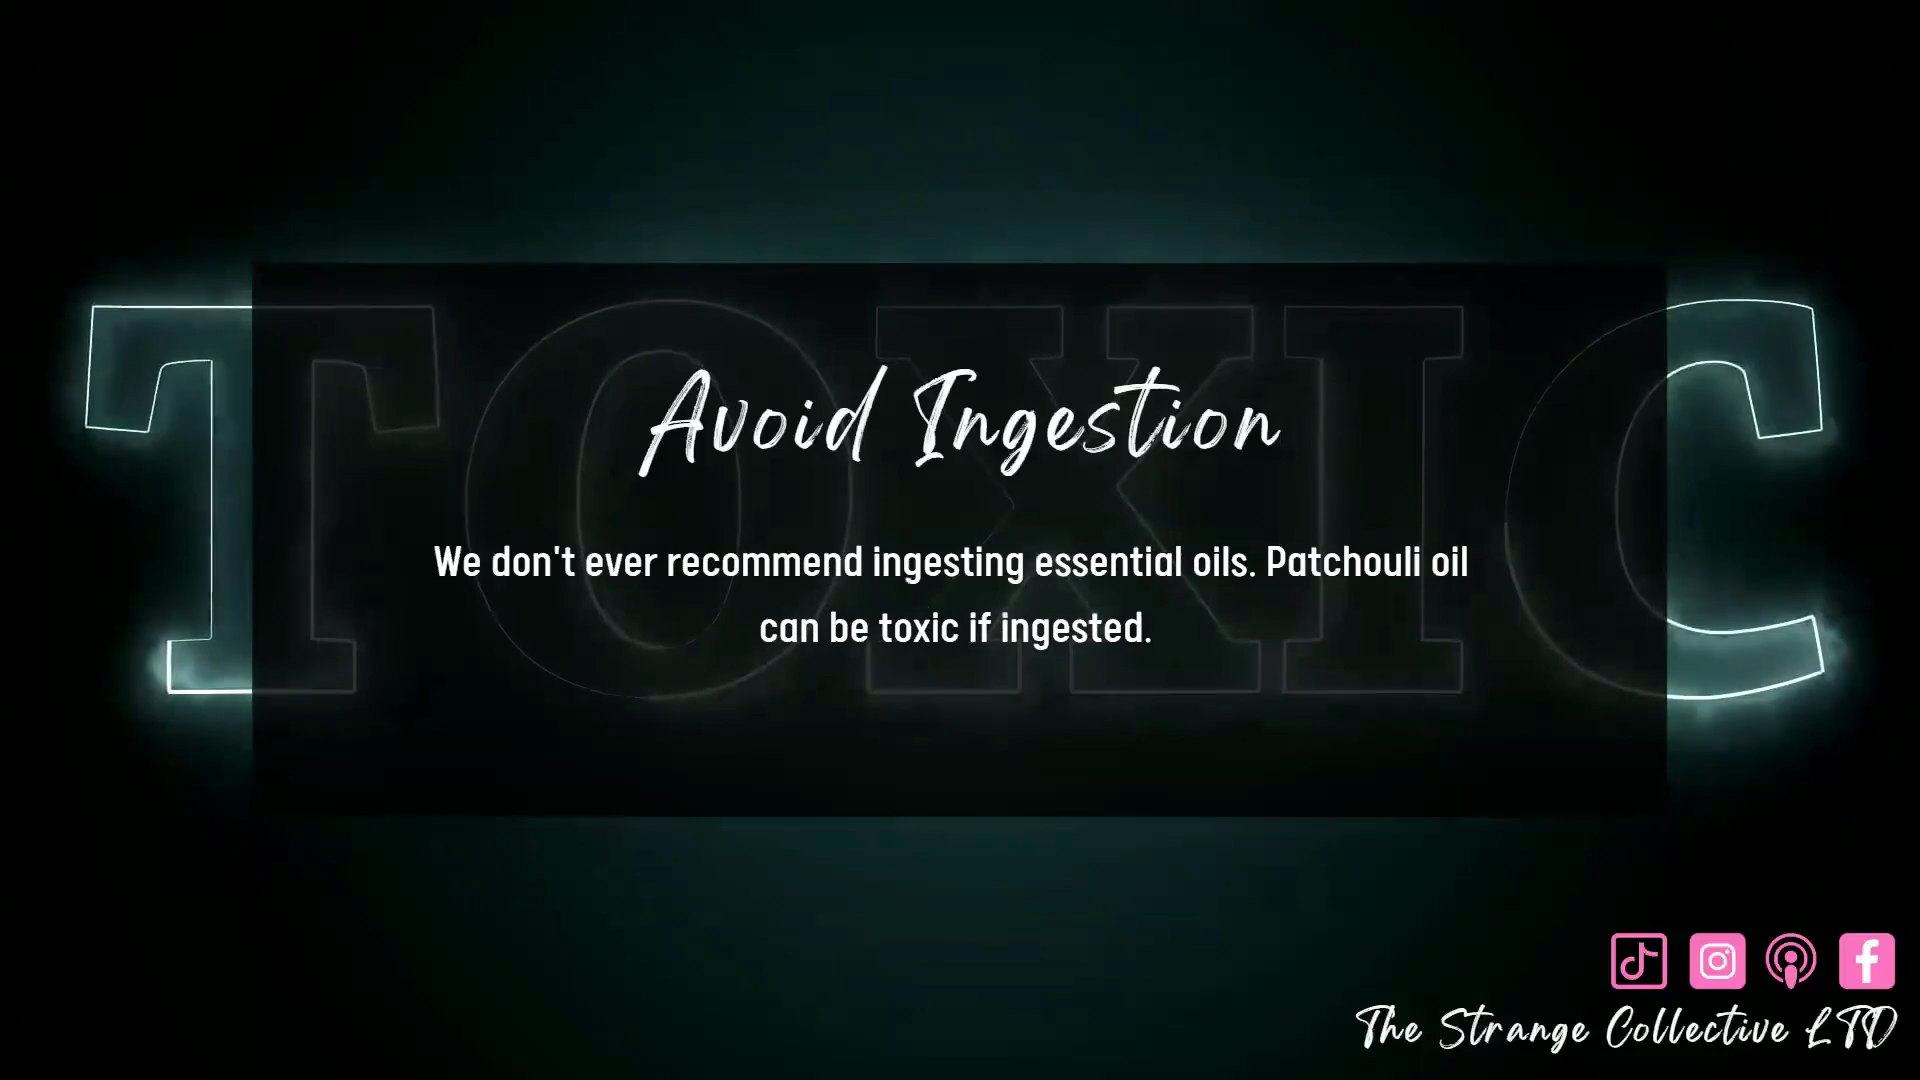 TOXIC
Avoid Ingestion
We don't ever recommend ingesting essential oils. Patchouli oil
can be toxic if ingested.
The Strange Collective LTD